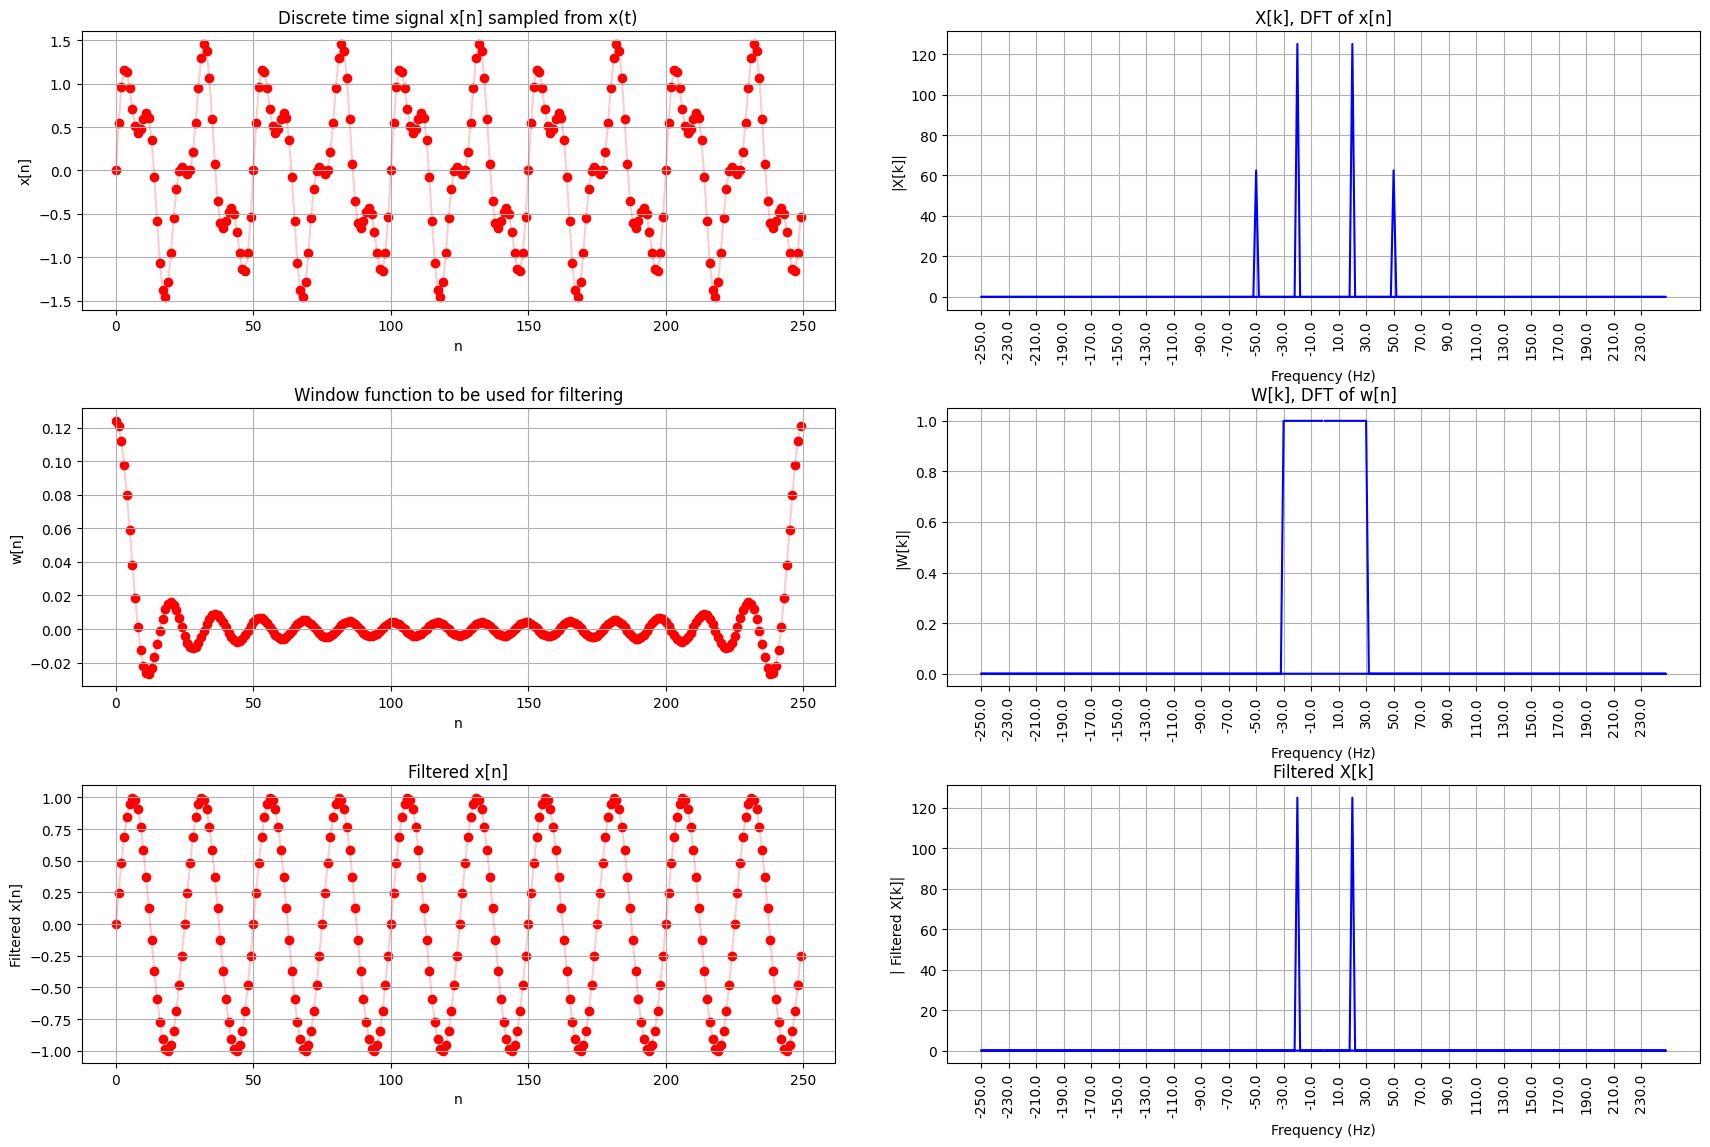 Discrete time signal x[n] sampled from x(t)
x[n]
1.5
1.0
0.5
0.0
−0.5
−1.0
−1.5
0 50 100 150 200 250
n
X[k], DFT of x[n]
|X[k]|
120
100
80
60
40
20
0
-250.0 -230.0 -210.0 -190.0 -170.0 -150.0 -130.0 -110.0 -90.0 -70.0 -50.0 -30.0 -10.0 10.0 30.0 50.0 70.0 90.0 110.0 130.0 150.0 170.0 190.0 210.0 230.0
Frequency (Hz)
Window function to be used for filtering
w[n]
0.12
0.10
0.08
0.06
0.04
0.02
0.00
−0.02
0 50 100 150 200 250
n
W[k], DFT of w[n]
|W[k]|
1.0
0.8
0.6
0.4
0.2
0.0
-250.0 -230.0 -210.0 -190.0 -170.0 -150.0 -130.0 -110.0 -90.0 -70.0 -50.0 -30.0 -10.0 10.0 30.0 50.0 70.0 90.0 110.0 130.0 150.0 170.0 190.0 210.0 230.0
Frequency (Hz)
Filtered x[n]
Filtered x[n]
1.00
0.75
0.50
0.25
0.00
−0.25
−0.50
−0.75
−1.00
0 50 100 150 200 250
n
Filtered X[k]
| Filtered X[k]|
120
100
80
60
40
20
0
-250.0 -230.0 -210.0 -190.0 -170.0 -150.0 -130.0 -110.0 -90.0 -70.0 -50.0 -30.0 -10.0 10.0 30.0 50.0 70.0 90.0 110.0 130.0 150.0 170.0 190.0 210.0 230.0
Frequency (Hz)